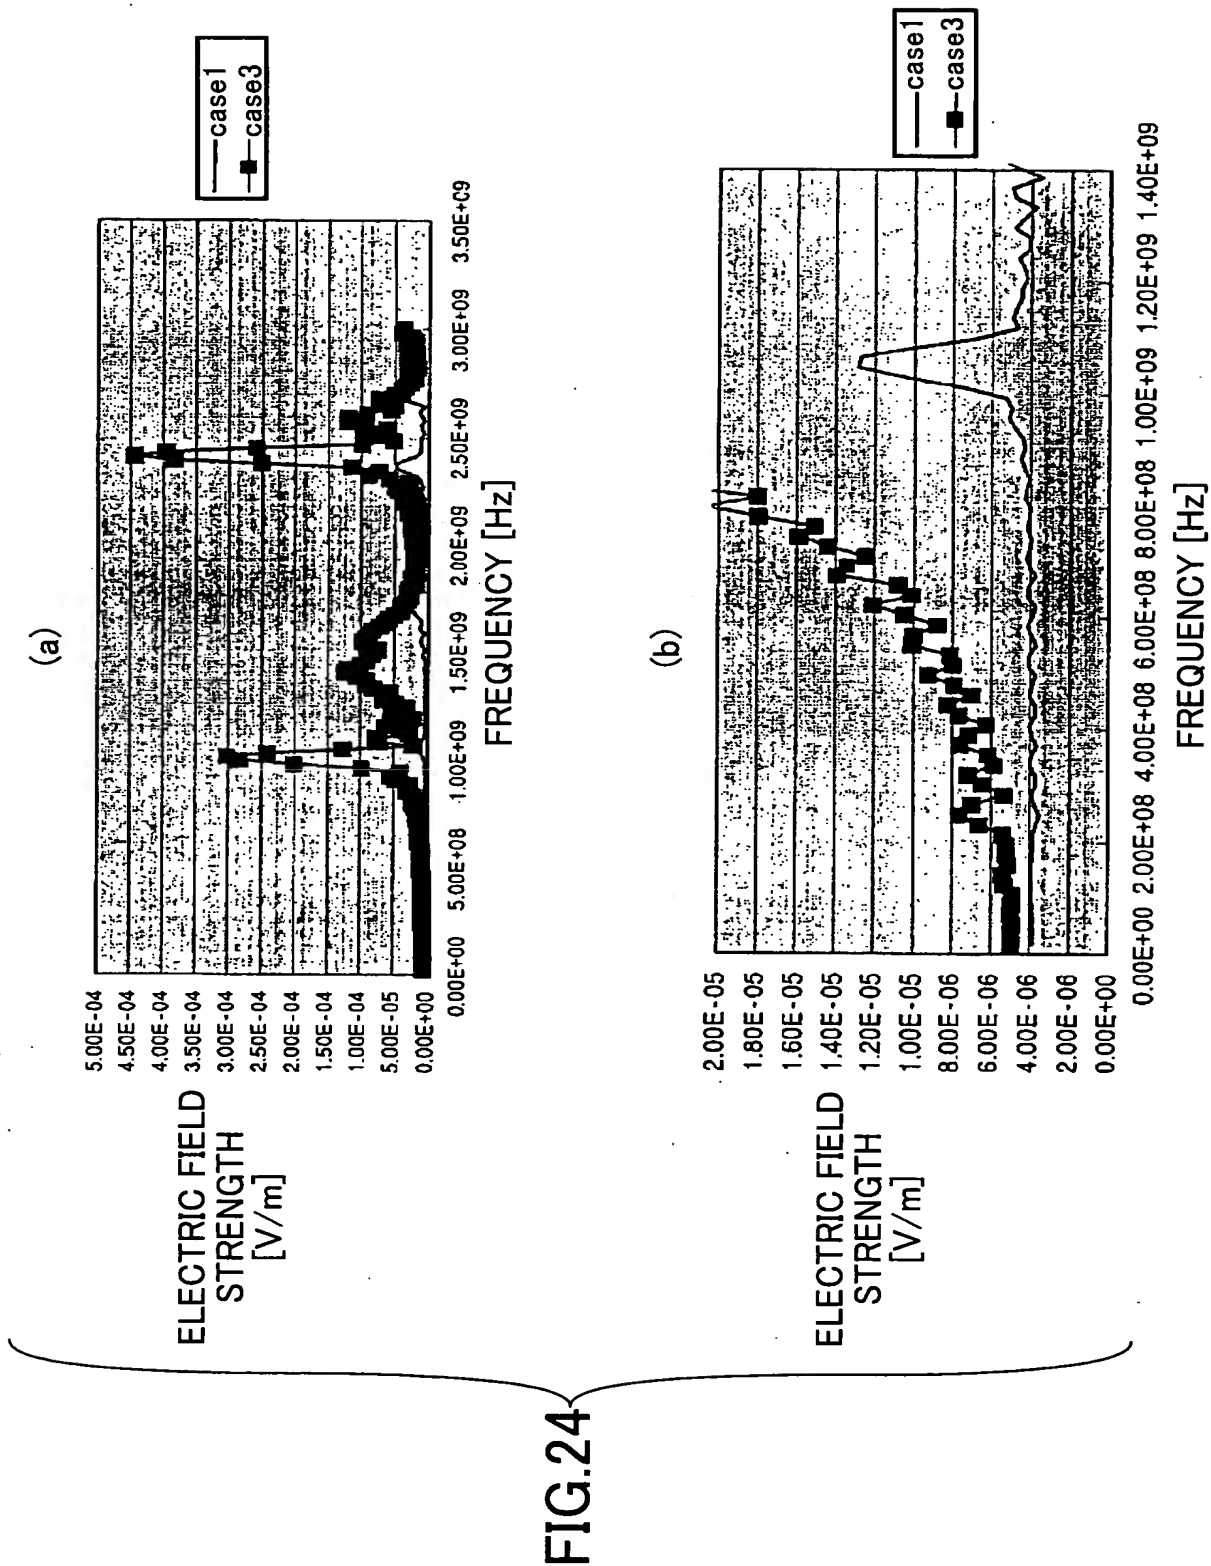 FIG.24
(a)
ELECTRIC FIELD
STRENGTH
[V/m]
5.00E-04
4.50E-04
4.00E-04
3.50E-04
3.00E-04
2.50E-04
2.00E-04
1.50E-04
1.00E-04
5.00E-05
0.00E+00
0.00E+00 5.00E+08 1.00E+09 1.50E+09 2.00E+09 2.50E+09 3.00E+09 3.50E+09
FREQUENCY [Hz]
case1
case3
(b)
ELECTRIC FIELD
STRENGTH
[V/m]
2.00E-05
1.80E-05
1.60E-05
1.40E-05
1.20E-05
1.00E-05
8.00E-06
6.00E-06
4.00E-06
2.00E-06
0.00E+00
0.00E+00 2.00E+08 4.00E+08 6.00E+08 8.00E+08 1.00E+09 1.20E+09 1.40E+09
FREQUENCY [Hz]
case1
case3